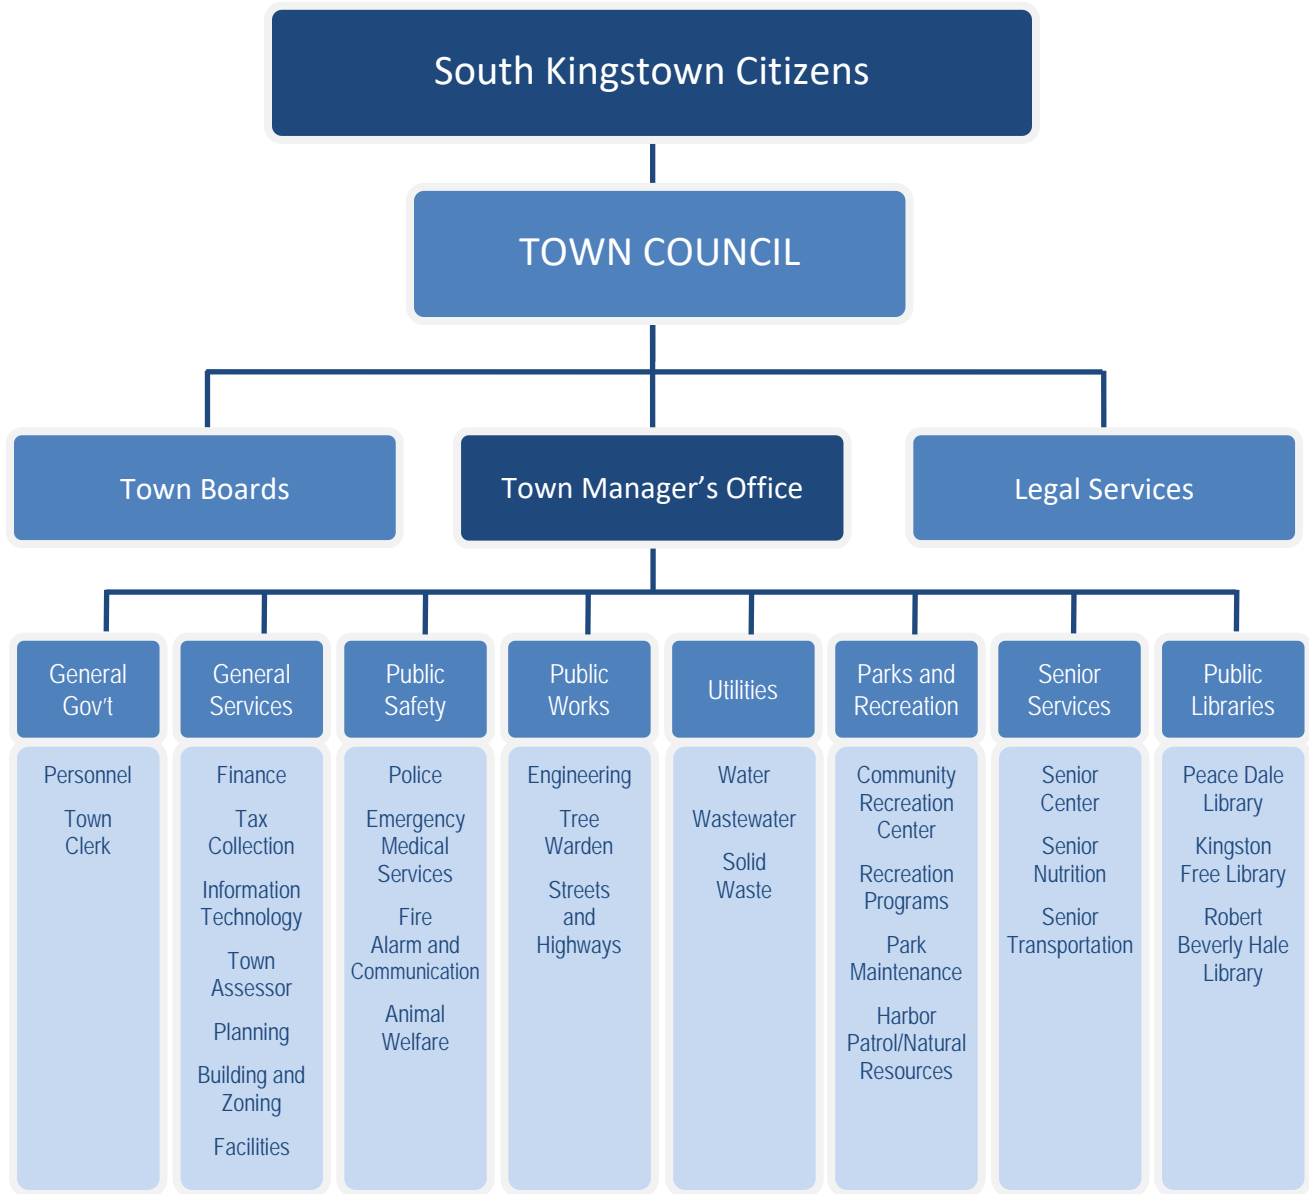 South Kingstown Citizens
TOWN COUNCIL
Town Boards
Town Manager’s Office
Legal Services
General
Gov’t
Personnel
Town
Clerk
General
Services
Finance
Tax
Collection
Information
Technology
Town
Assessor
Planning
Building and
Zoning
Facilities
Public
Safety
Police
Emergency
Medical
Services
Fire
Alarm and
Communication
Animal
Welfare
Public
Works
Engineering
Tree
Warden
Streets
and
Highways
Utilities
Water
Wastewater
Solid
Waste
Parks and
Recreation
Community
Recreation
Center
Recreation
Programs
Park
Maintenance
Harbor
Patrol/Natural
Resources
Senior
Services
Senior
Center
Senior
Nutrition
Senior
Transportation
Public
Libraries
Peace Dale
Library
Kingston
Free Library
Robert
Beverly Hale
Library